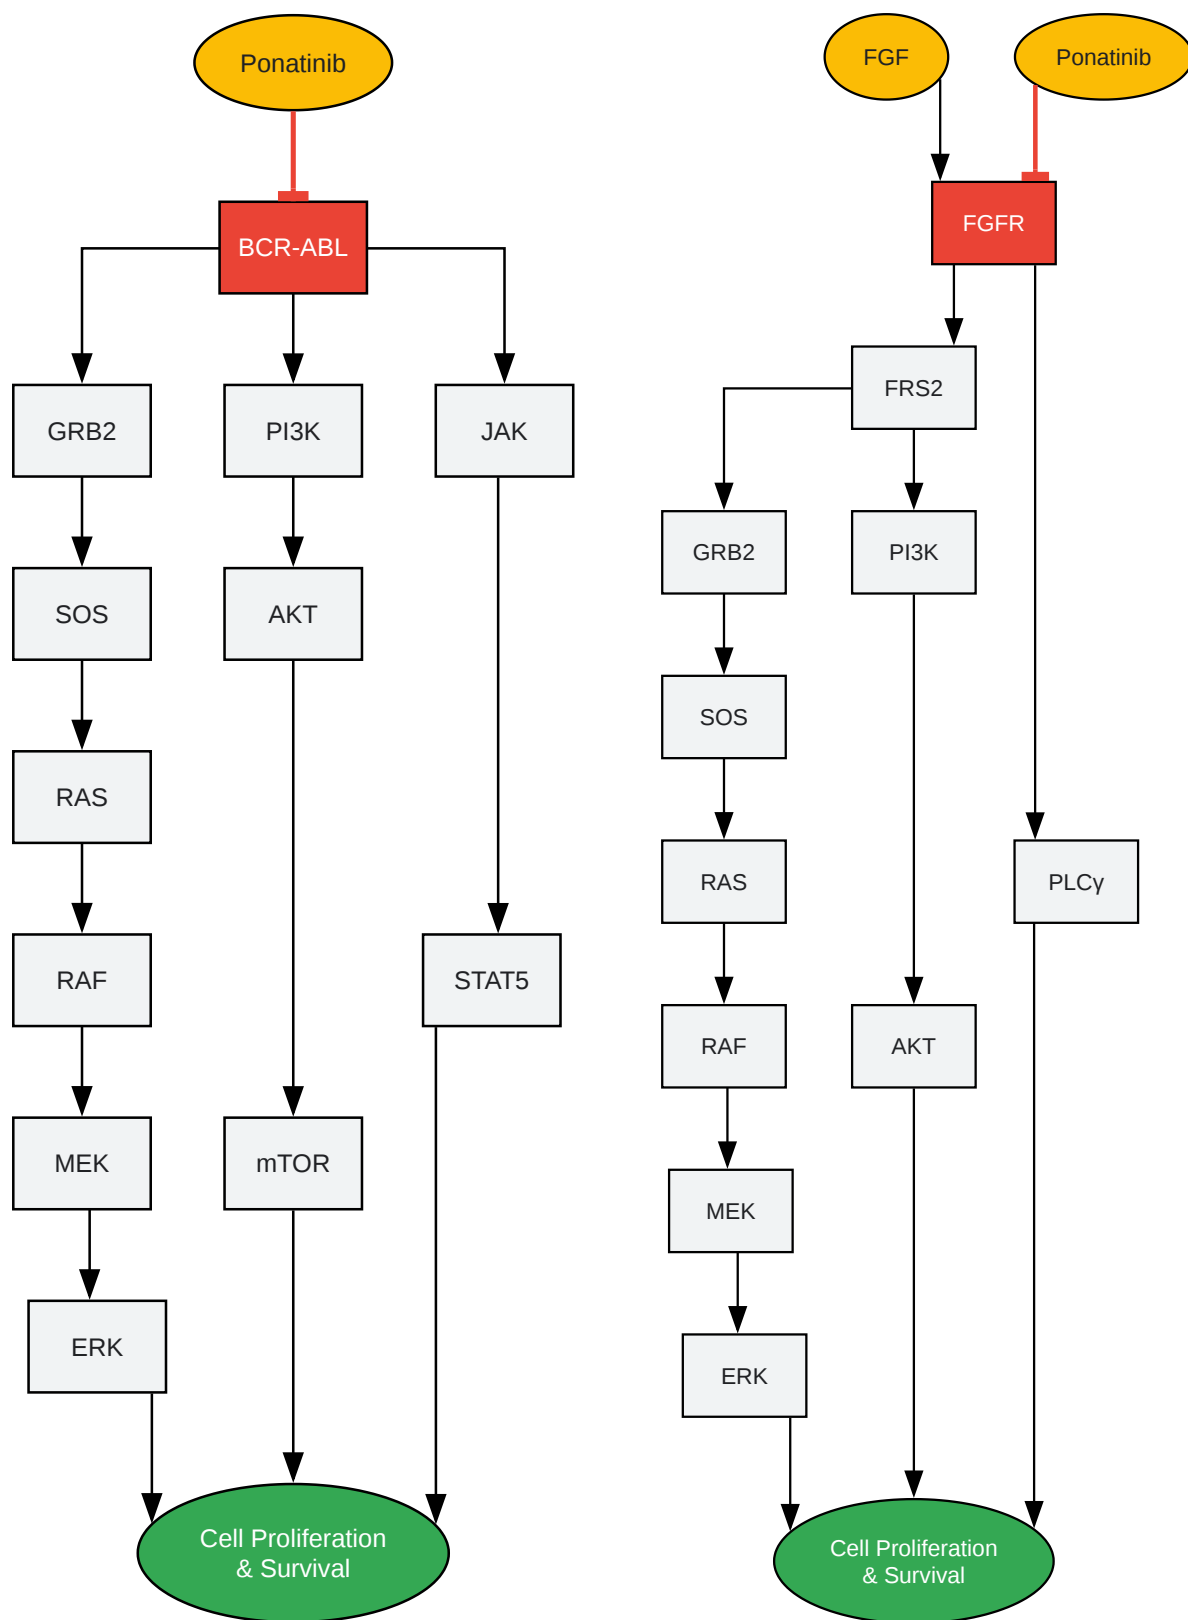 Ponatinib
BCR-ABL
GRB2
PI3K
JAK
SOS
AKT
RAS
RAF
STAT5
MEK
mTOR
ERK
Cell Proliferation
& Survival
FGF
Ponatinib
FGFR
FRS2
GRB2
PI3K
SOS
RAS
PLCγ
RAF
AKT
MEK
ERK
Cell Proliferation
& Survival